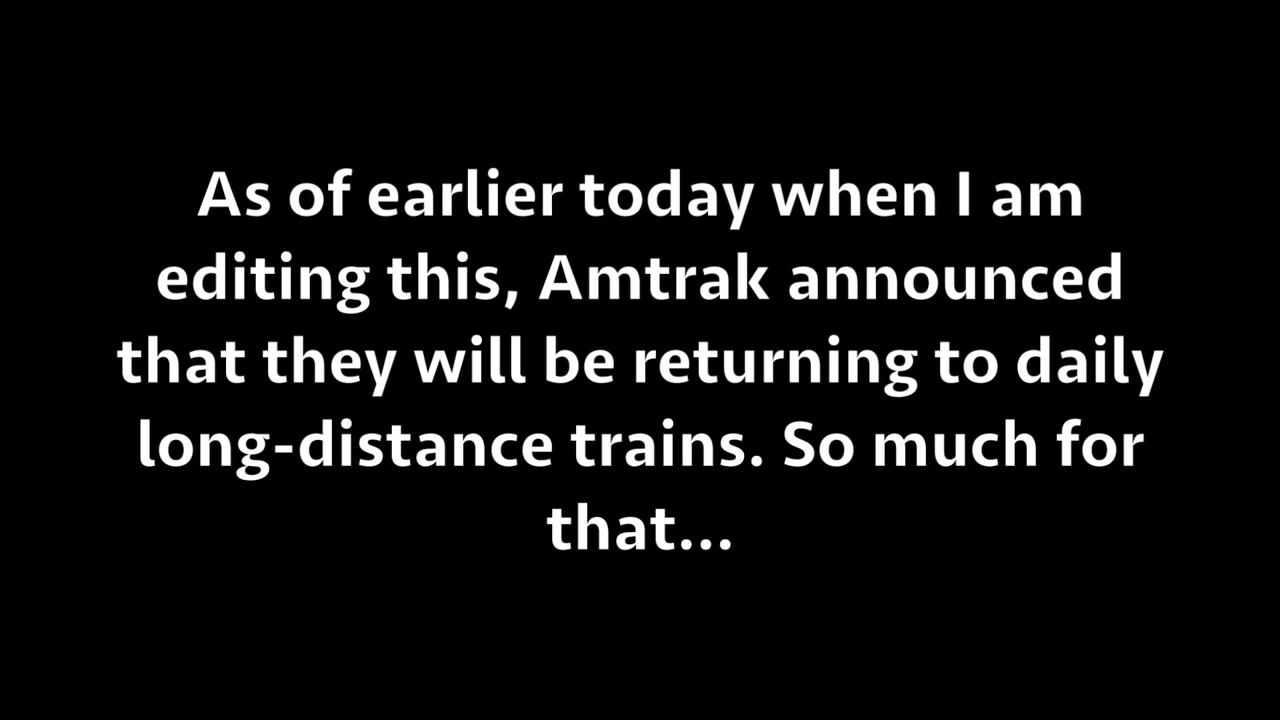 As of earlier today when I am
editing this, Amtrak announced
that they will be returning to daily
long-distance trains. So much for
that...